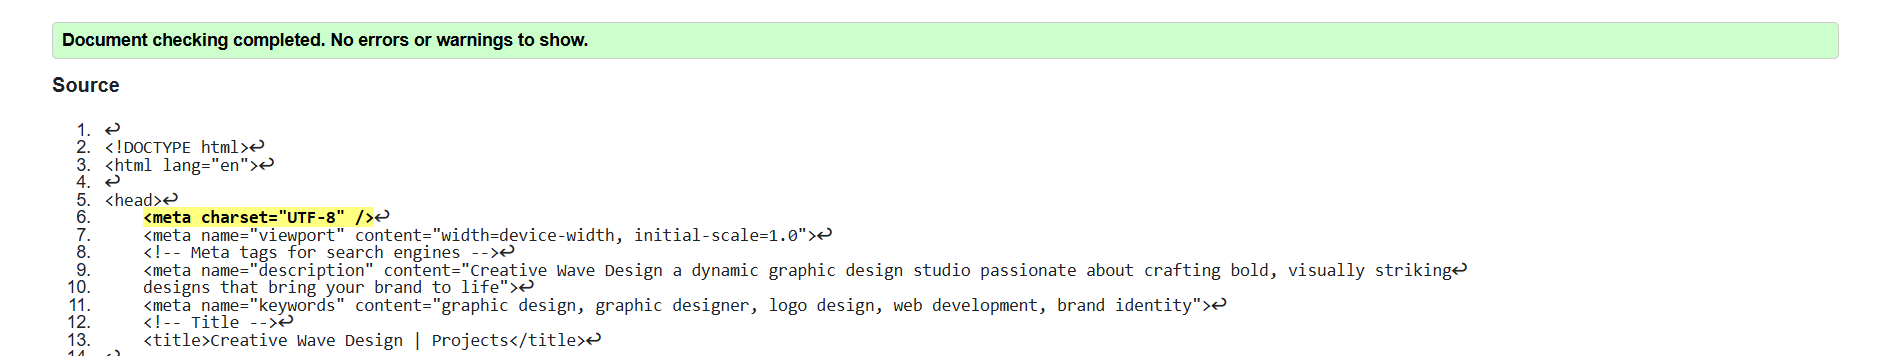 Document checking completed. No errors or warnings to show.
Source
1. ↩
2. <!DOCTYPE html>↩
3. <html lang="en">↩
4. ↩
5. <head>↩
6. <meta charset="UTF-8" />↩
7. <meta name="viewport" content="width=device-width, initial-scale=1.0">↩
8. <!-- Meta tags for search engines -->↩
9. <meta name="description" content="Creative Wave Design a dynamic graphic design studio passionate about crafting bold, visually striking↩
10. designs that bring your brand to life">↩
11. <meta name="keywords" content="graphic design, graphic designer, logo design, web development, brand identity">↩
12. <!-- Title -->↩
13. <title>Creative Wave Design | Projects</title>↩
14. ↩